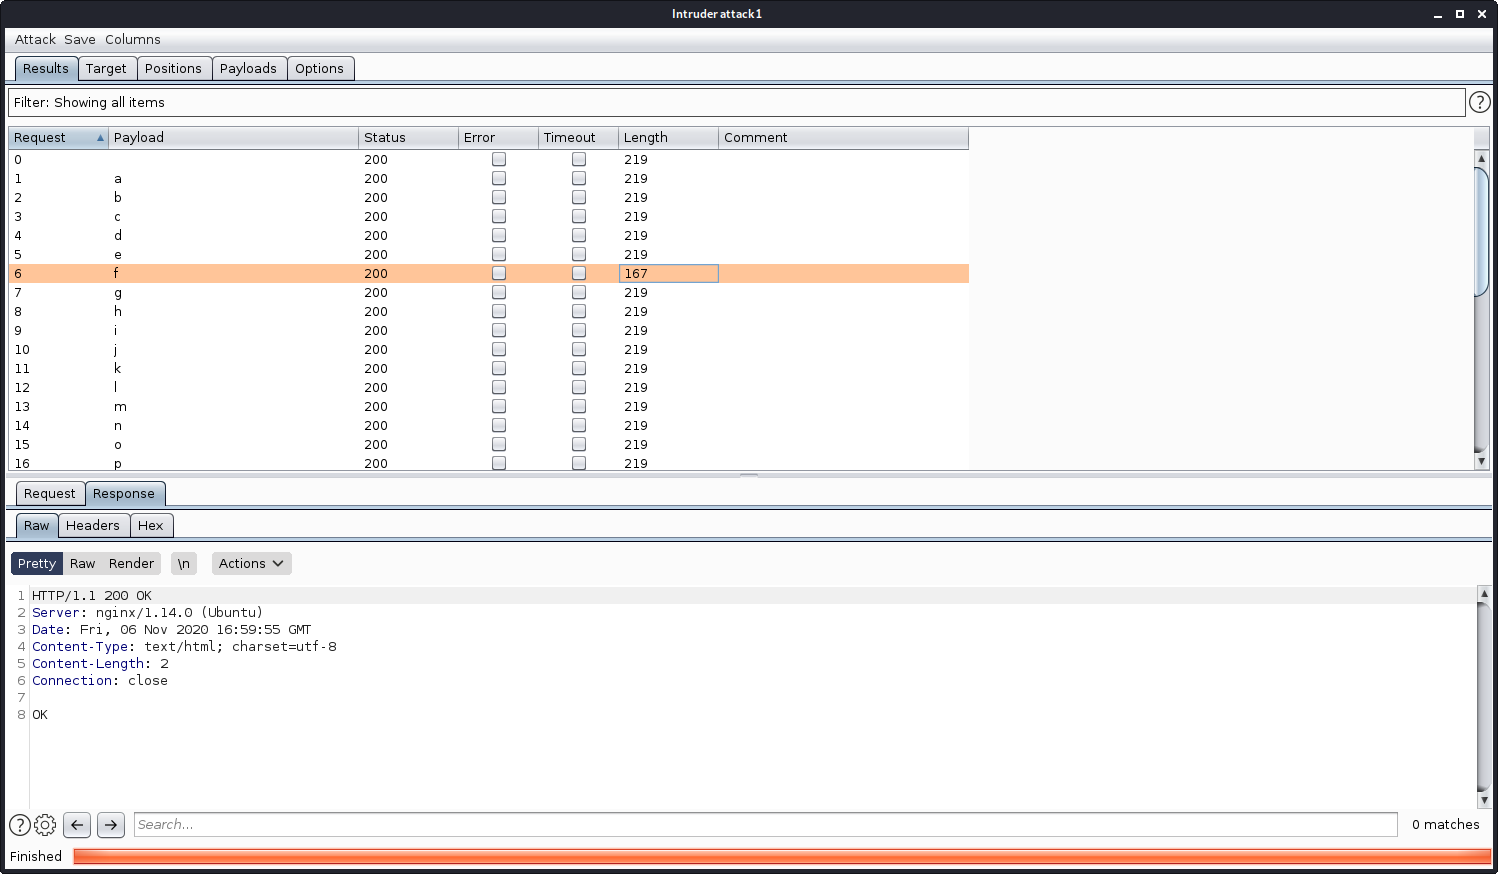 Intruder attack1
Attack Save Columns
Results Target Positions Payloads Options
Filter: Showing all items
Request Payload Status Error Timeout Length Comment
0 200 219
1 a 200 219
2 b 200 219
3 c 200 219
4 d 200 219
5 e 200 219
6 f 200 167
7 g 200 219
8 h 200 219
9 i 200 219
10 j 200 219
11 k 200 219
12 l 200 219
13 m 200 219
14 n 200 219
15 o 200 219
16 p 200 219
Request Response
Raw Headers Hex
Pretty Raw Render \n Actions
1 HTTP/1.1 200 OK
2 Server: nginx/1.14.0 (Ubuntu)
3 Date: Fri, 06 Nov 2020 16:59:55 GMT
4 Content-Type: text/html; charset=utf-8
5 Content-Length: 2
6 Connection: close
7
8 OK
Search...
0 matches
Finished